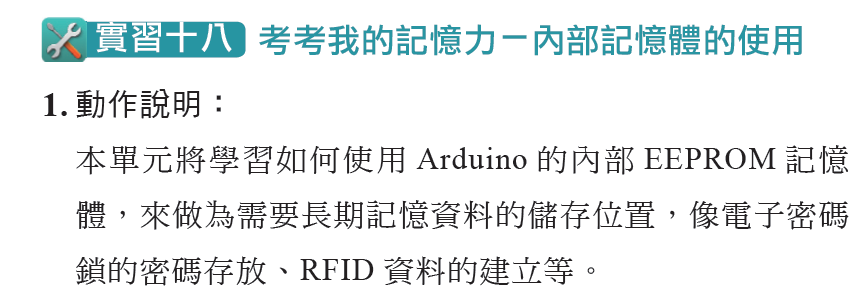 實習十八 考考我的記憶力－內部記憶體的使用
1. 動作說明：
本單元將學習如何使用 Arduino 的內部 EEPROM 記憶
體，來做為需要長期記憶資料的儲存位置，像電子密碼
鎖的密碼存放、RFID 資料的建立等。